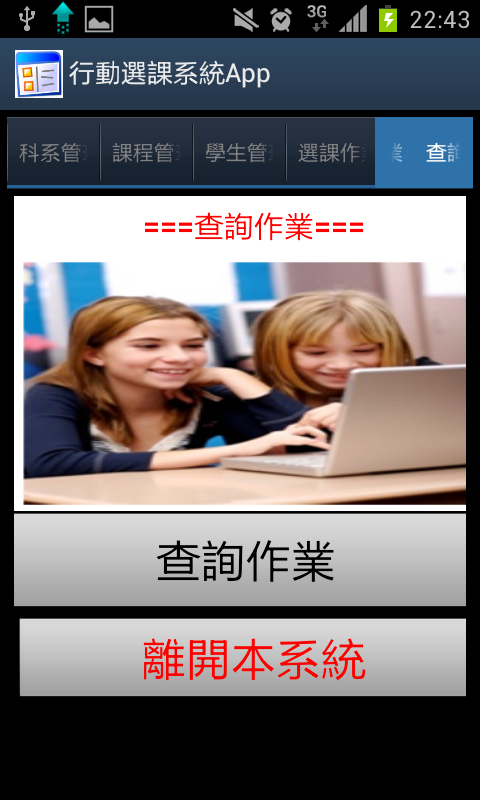 3G 22:43
行動選課系統App
科系管 課程管 學生管 選課作 業 查詢
===查詢作業===
查詢作業
離開本系統